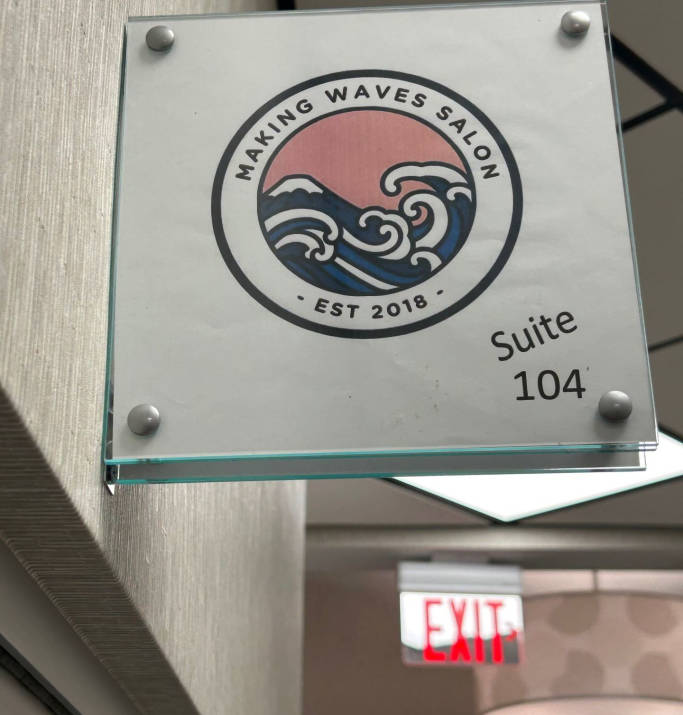 MAKING WAVES SALON
- EST 2018 -
Suite
104
EXIT